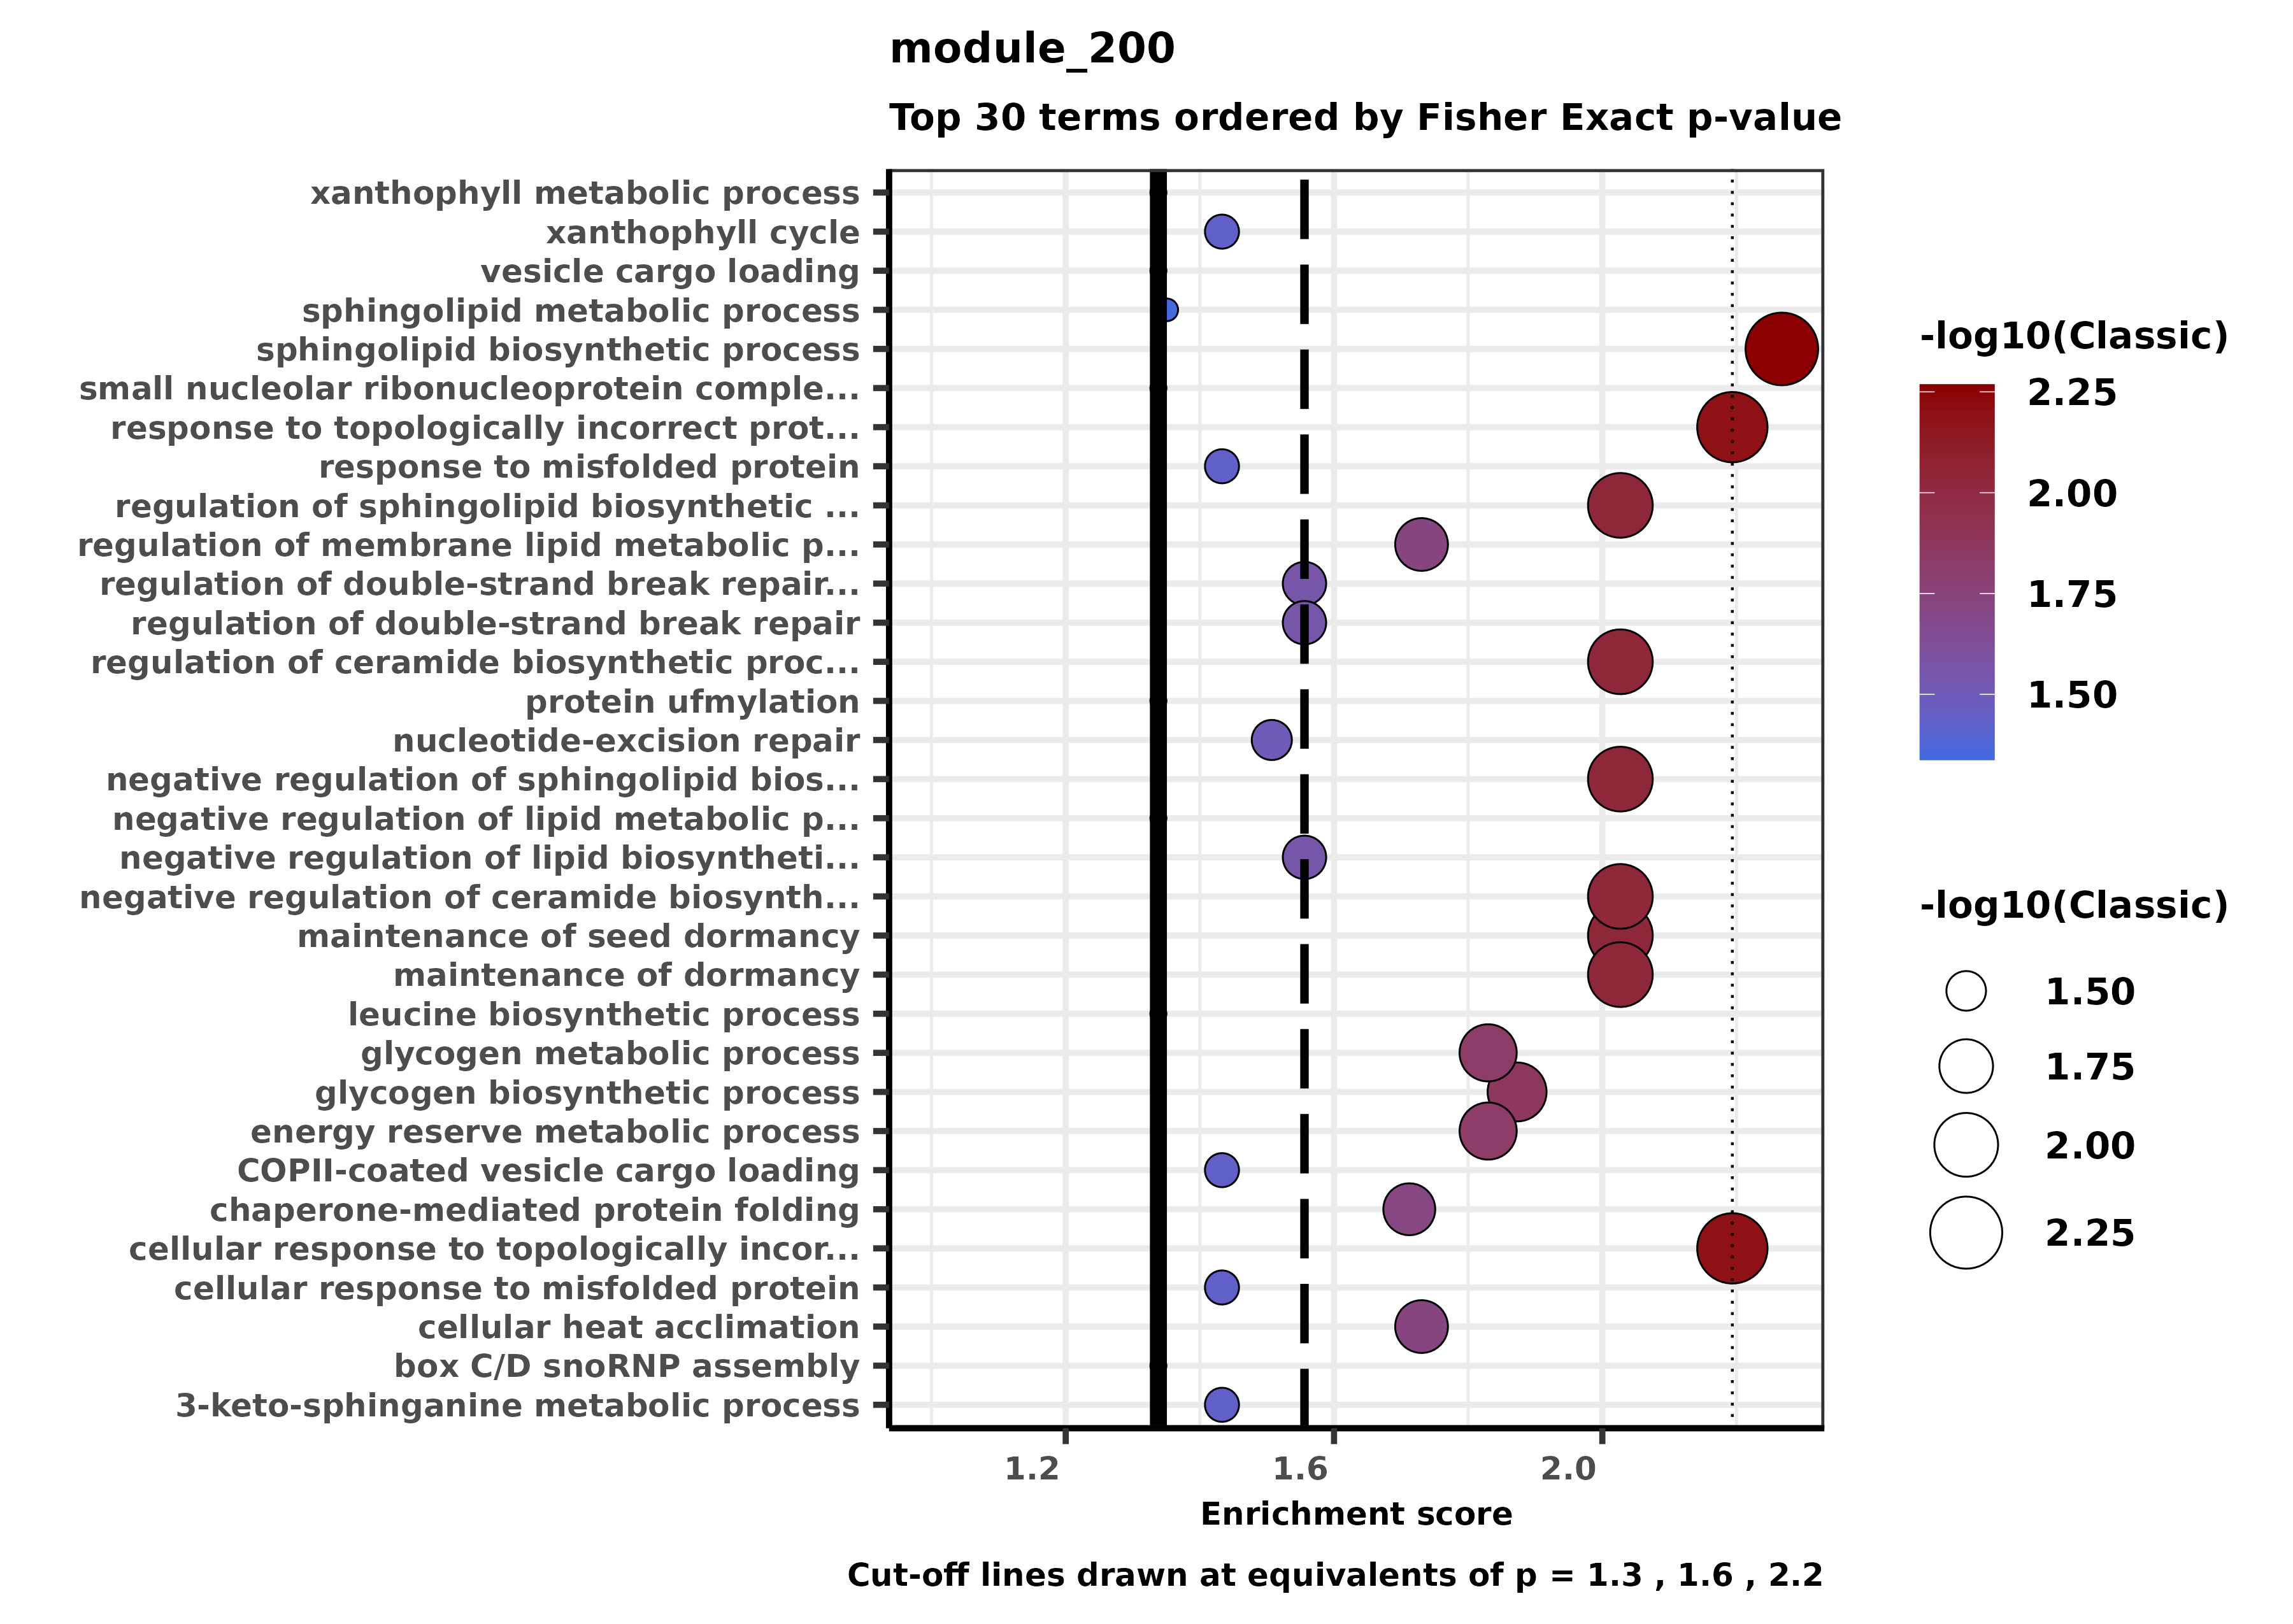 module_200
Top 30 terms ordered by Fisher Exact p-value
xanthophyll metabolic process
xanthophyll cycle
vesicle cargo loading
sphingolipid metabolic process
sphingolipid biosynthetic process
small nucleolar ribonucleoprotein comple...
response to topologically incorrect prot...
response to misfolded protein
regulation of sphingolipid biosynthetic ...
regulation of membrane lipid metabolic p...
regulation of double-strand break repair...
regulation of double-strand break repair
regulation of ceramide biosynthetic proc...
protein ufmylation
nucleotide-excision repair
negative regulation of sphingolipid bios...
negative regulation of lipid metabolic p...
negative regulation of lipid biosyntheti...
negative regulation of ceramide biosynth...
maintenance of seed dormancy
maintenance of dormancy
leucine biosynthetic process
glycogen metabolic process
glycogen biosynthetic process
energy reserve metabolic process
COPII-coated vesicle cargo loading
chaperone-mediated protein folding
cellular response to topologically incor...
cellular response to misfolded protein
cellular heat acclimation
box C/D snoRNP assembly
3-keto-sphinganine metabolic process
1.2 1.6 2.0
Enrichment score
Cut-off lines drawn at equivalents of p = 1.3 , 1.6 , 2.2
-log10(Classic)
2.25
2.00
1.75
1.50
-log10(Classic)
1.50
1.75
2.00
2.25